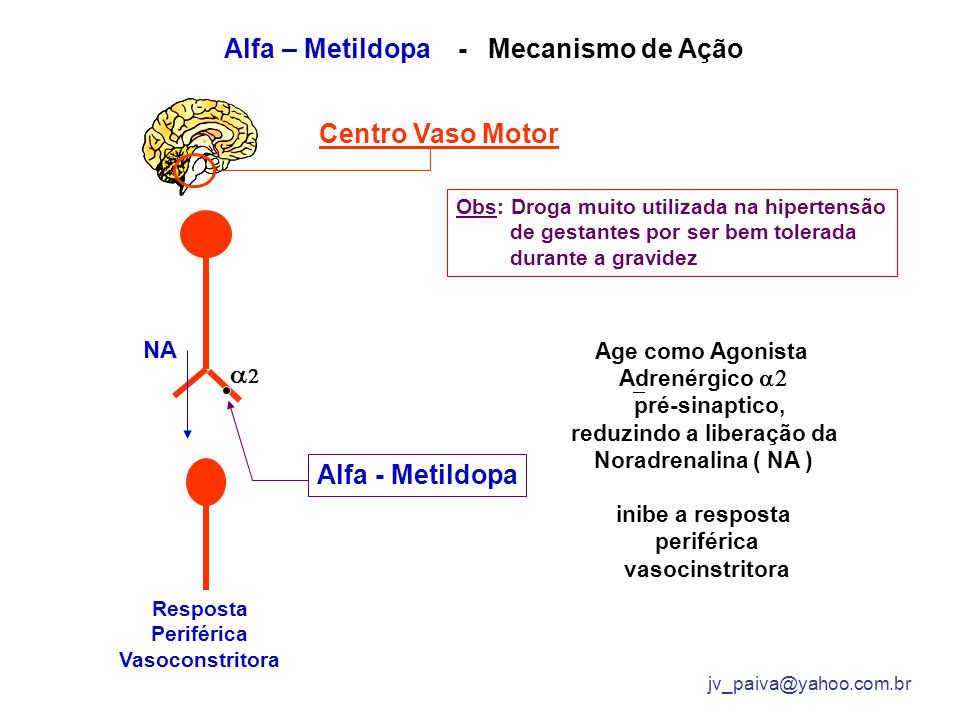 Alfa – Metildopa - Mecanismo de Ação
Centro Vaso Motor
Obs: Droga muito utilizada na hipertensão
de gestantes por ser bem tolerada
durante a gravidez
NA
α2
Alfa - Metildopa
Age como Agonista
Adrenérgico α2
pré-sinaptico,
reduzindo a liberação da
Noradrenalina ( NA )
inibe a resposta
periférica
vasocinstritora
Resposta
Periférica
Vasoconstritora
jv_paiva@yahoo.com.br